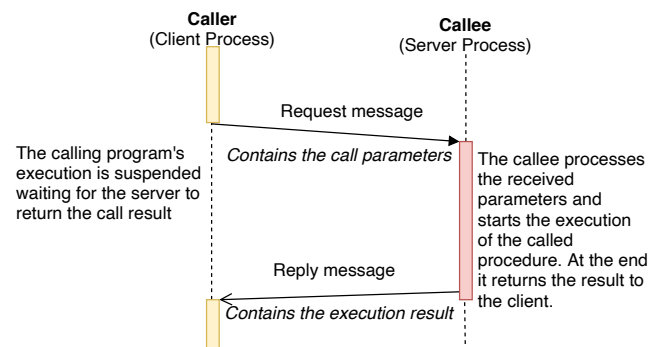 Caller
(Client Process)
Callee
(Server Process)
Request message
Contains the call parameters
The calling program's
execution is suspended
waiting for the server to
return the call result
The callee processes
the received
parameters and
starts the execution
of the called
procedure. At the end
it returns the result to
the client.
Reply message
Contains the execution result